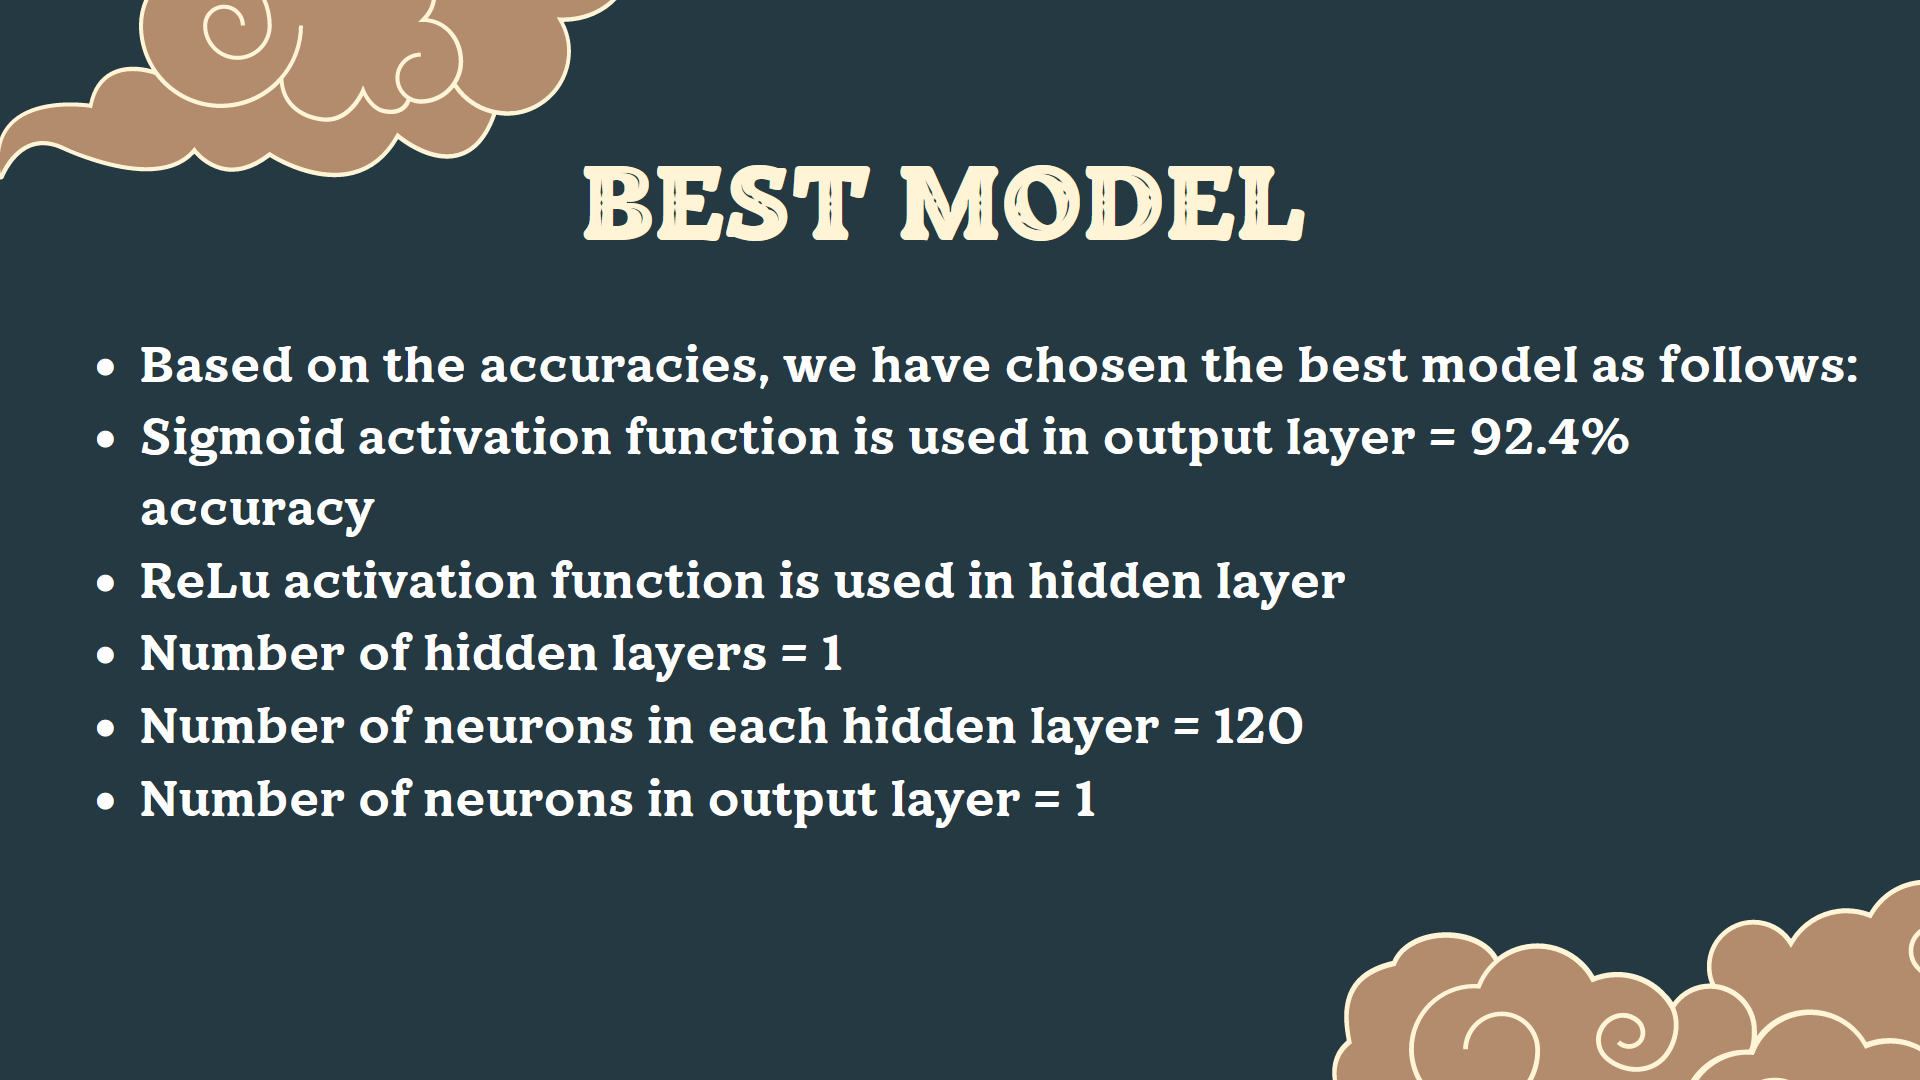 BEST MODEL
• Based on the accuracies, we have chosen the best model as follows:
• Sigmoid activation function is used in output layer = 92.4%
accuracy
• ReLu activation function is used in hidden layer
• Number of hidden layers = 1
• Number of neurons in each hidden layer = 120
• Number of neurons in output layer = 1